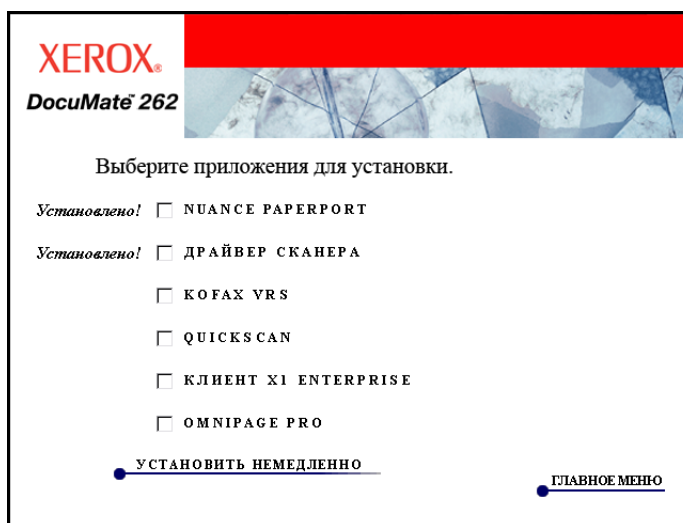 XEROX®
DocuMate™ 262
Выберите приложения для установки.
Установлено! NUANCE PAPERPORT
Установлено! ДРАЙВЕР СКАНЕРА
KOFAX VRS
QUICKSCAN
КЛИЕНТ X1 ENTERPRISE
OMNIPAGE PRO
УСТАНОВИТЬ НЕМЕДЛЕННО
ГЛАВНОЕ МЕНЮ